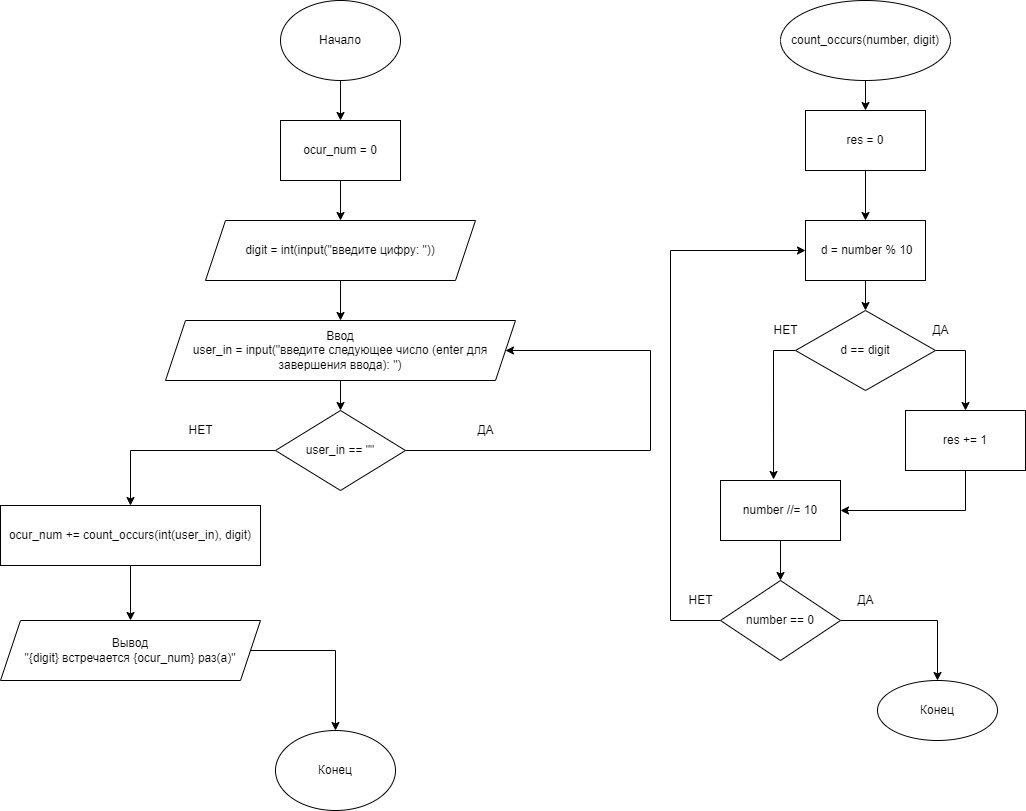 Начало
ocur_num = 0
digit = int(input("введите цифру: "))
Ввод
user_in = input("введите следующее число (enter для
завершения ввода): ")
НЕТ
user_in == ""
ДА
ocur_num += count_occurs(int(user_in), digit)
Вывод
"{digit} встречается {ocur_num} раз(а)"
Конец
count_occurs(number, digit)
res = 0
d = number % 10
НЕТ
ДА
d == digit
res += 1
number //= 10
НЕТ
ДА
number == 0
Конец